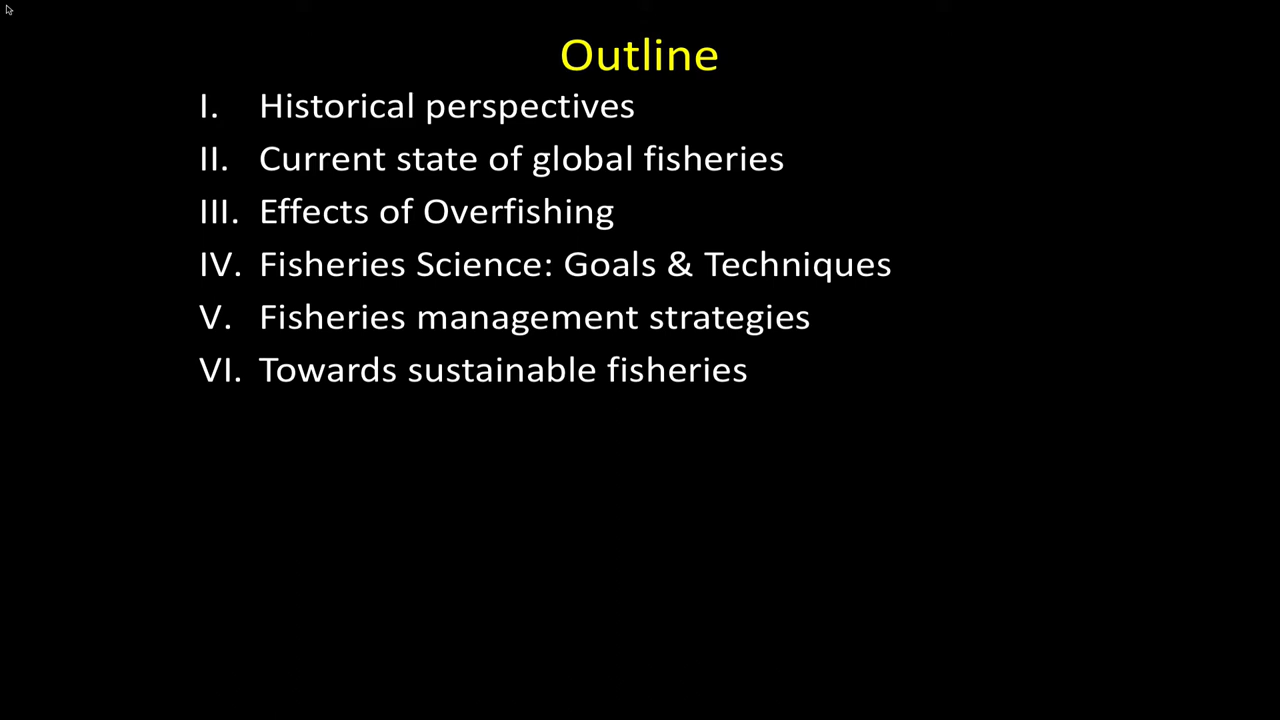 Outline
I. Historical perspectives
II. Current state of global fisheries
III. Effects of Overfishing
IV. Fisheries Science: Goals & Techniques
V. Fisheries management strategies
VI. Towards sustainable fisheries